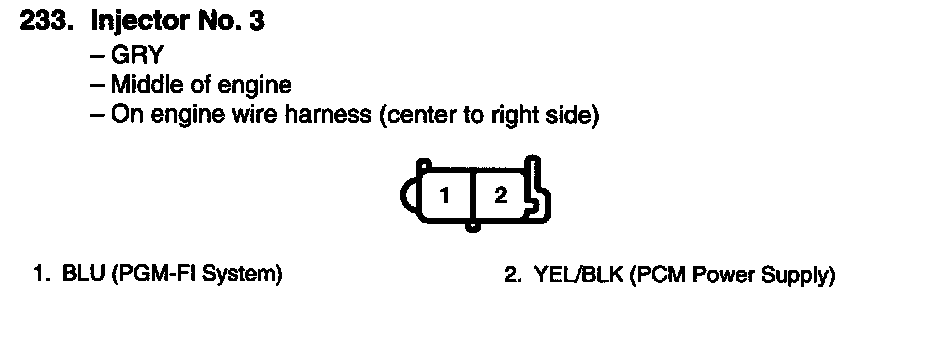 233. Injector No. 3
– GRY
– Middle of engine
– On engine wire harness (center to right side)
1 2
1. BLU (PGM-FI System) 2. YEL/BLK (PCM Power Supply)